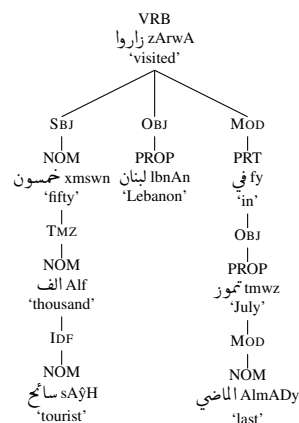 VRB
زاروا zArwA
‘visited’
SBJ OBJ MOD
NOM PROP PRT
خمسون xmswn لبنان lbnAn في fy
‘fifty’ ‘Lebanon’ ‘in’
TMZ OBJ
NOM PROP
الف Alf تموز tmwz
‘thousand’ ‘July’
IDF MOD
NOM NOM
سائح sAŷH الماضي AlmADy
‘tourist’ ‘last’